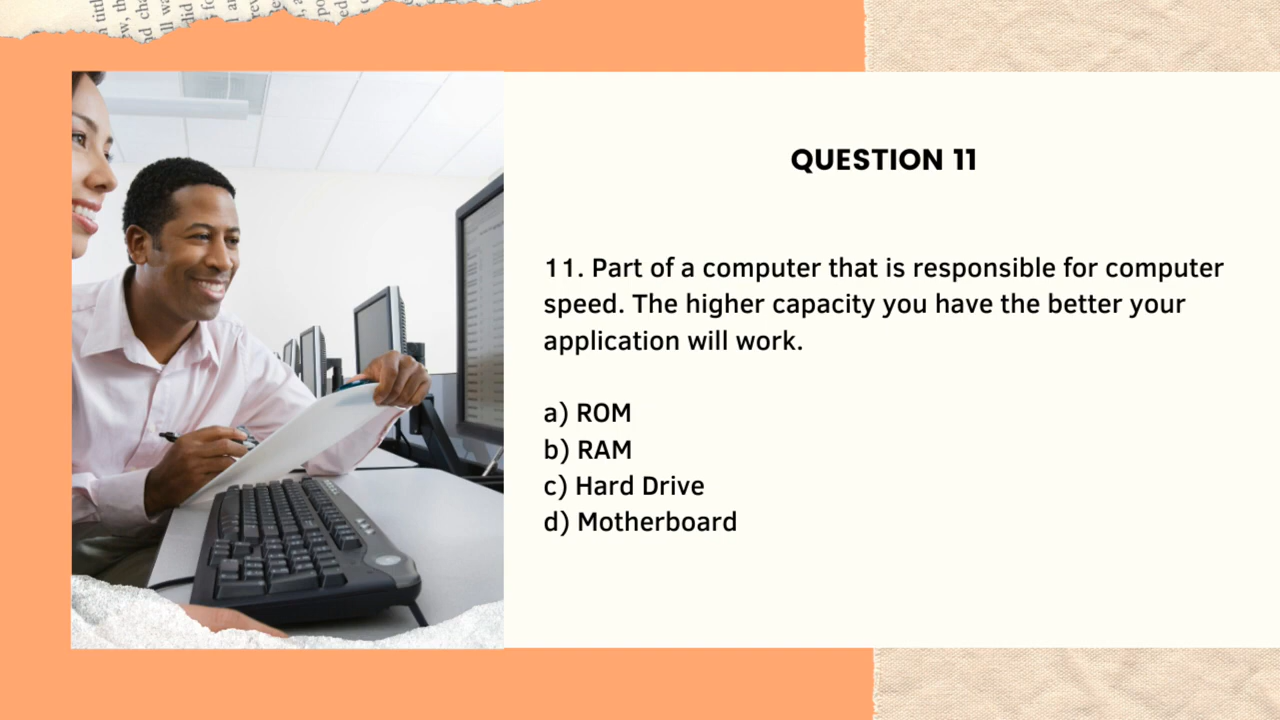 QUESTION 11
11. Part of a computer that is responsible for computer
speed. The higher capacity you have the better your
application will work.
a) ROM
b) RAM
c) Hard Drive
d) Motherboard